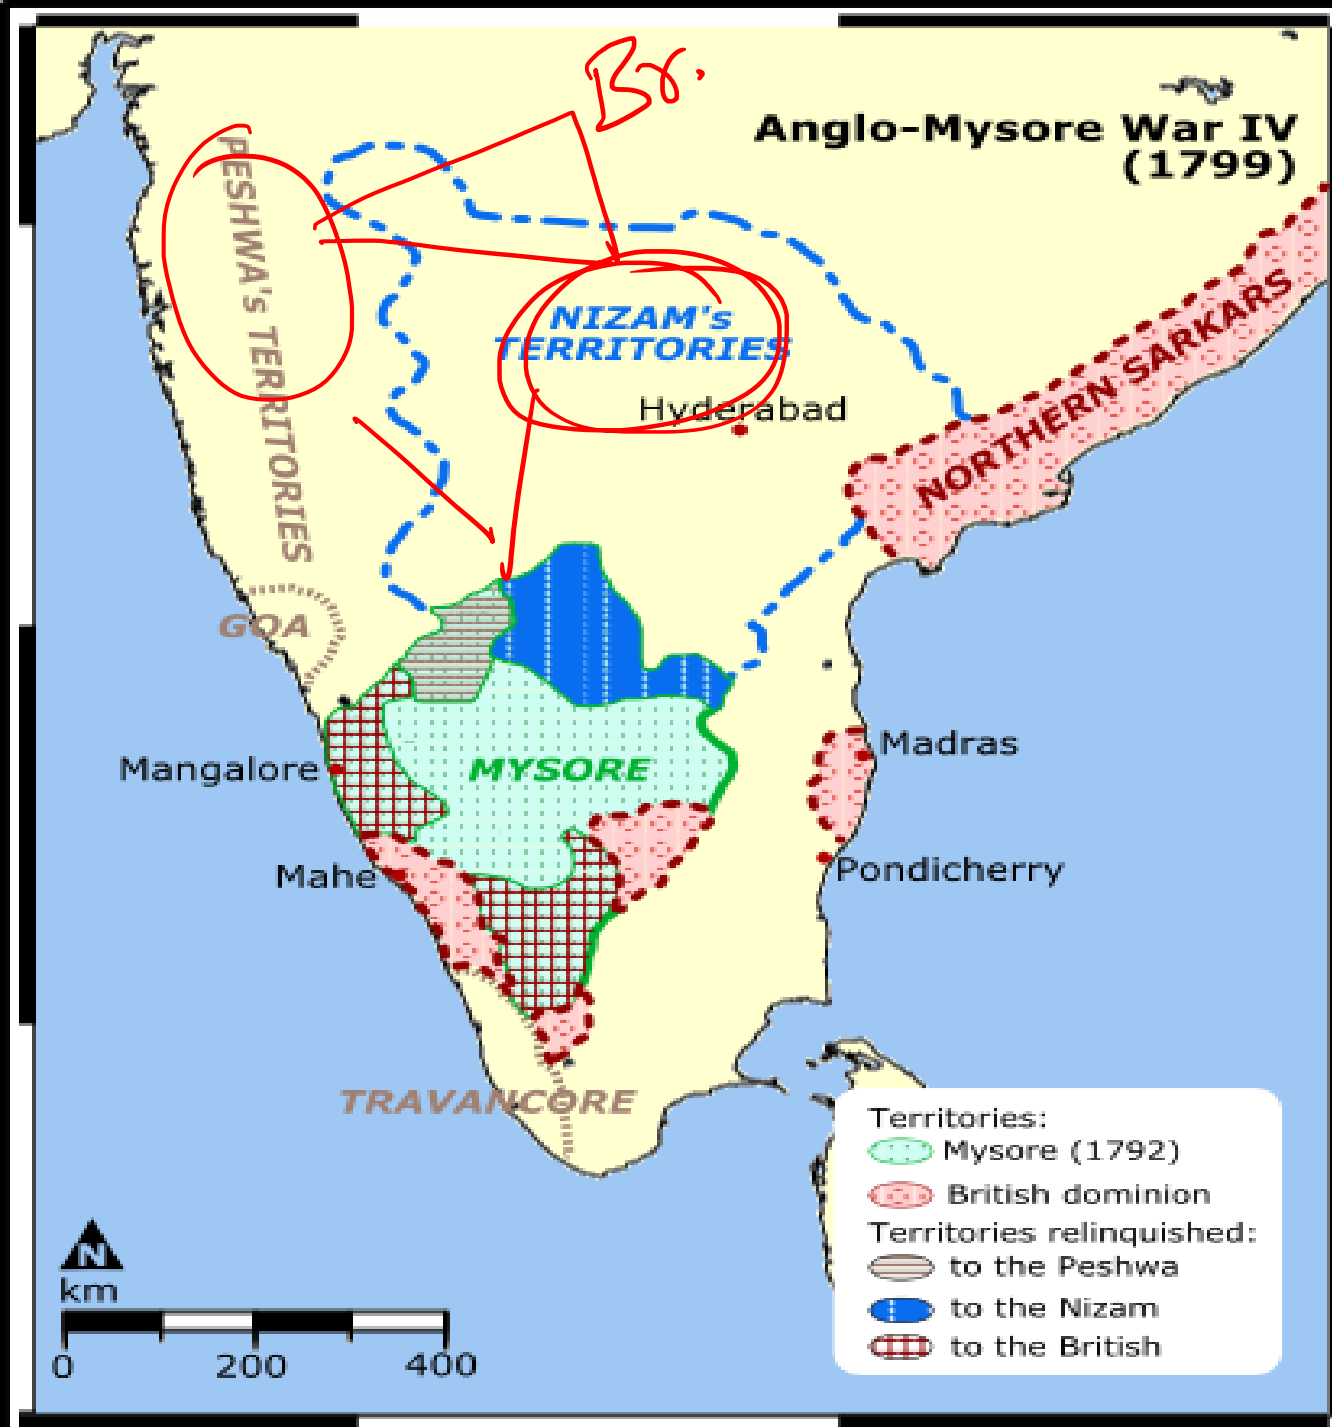 Br.
Anglo-Mysore War IV
(1799)
PESHWA's TERRITORIES
NIZAM's
TERRITORIES
Hyderabad
NORTHERN SARKARS
GOA
Mangalore
MYSORE
Madras
Mahe
Pondicherry
TRAVANCORE
Territories:
Mysore (1792)
British dominion
Territories relinquished:
to the Peshwa
to the Nizam
to the British
N
km
0 200 400